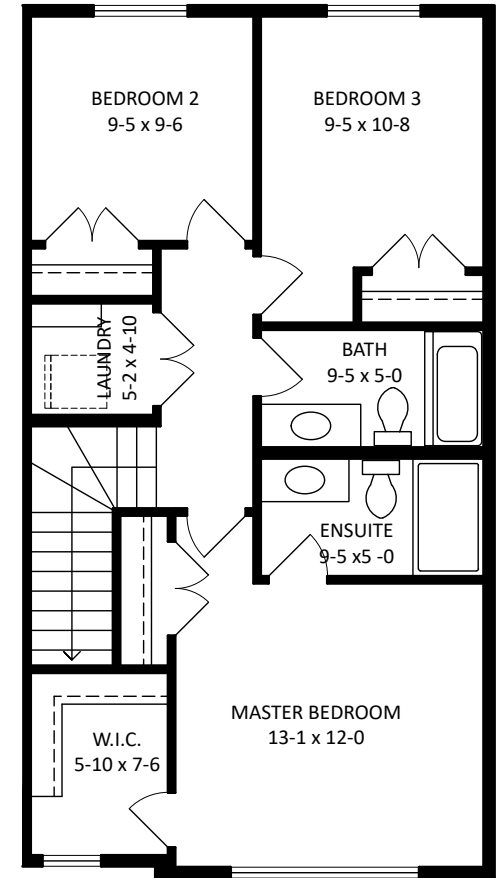 BEDROOM 2
9-5 x 9-6
BEDROOM 3
9-5 x 10-8
LAUNDRY
5-2 x 4-10
BATH
9-5 x 5-0
ENSUITE
9-5 x5 -0
MASTER BEDROOM
13-1 x 12-0
W.I.C.
5-10 x 7-6